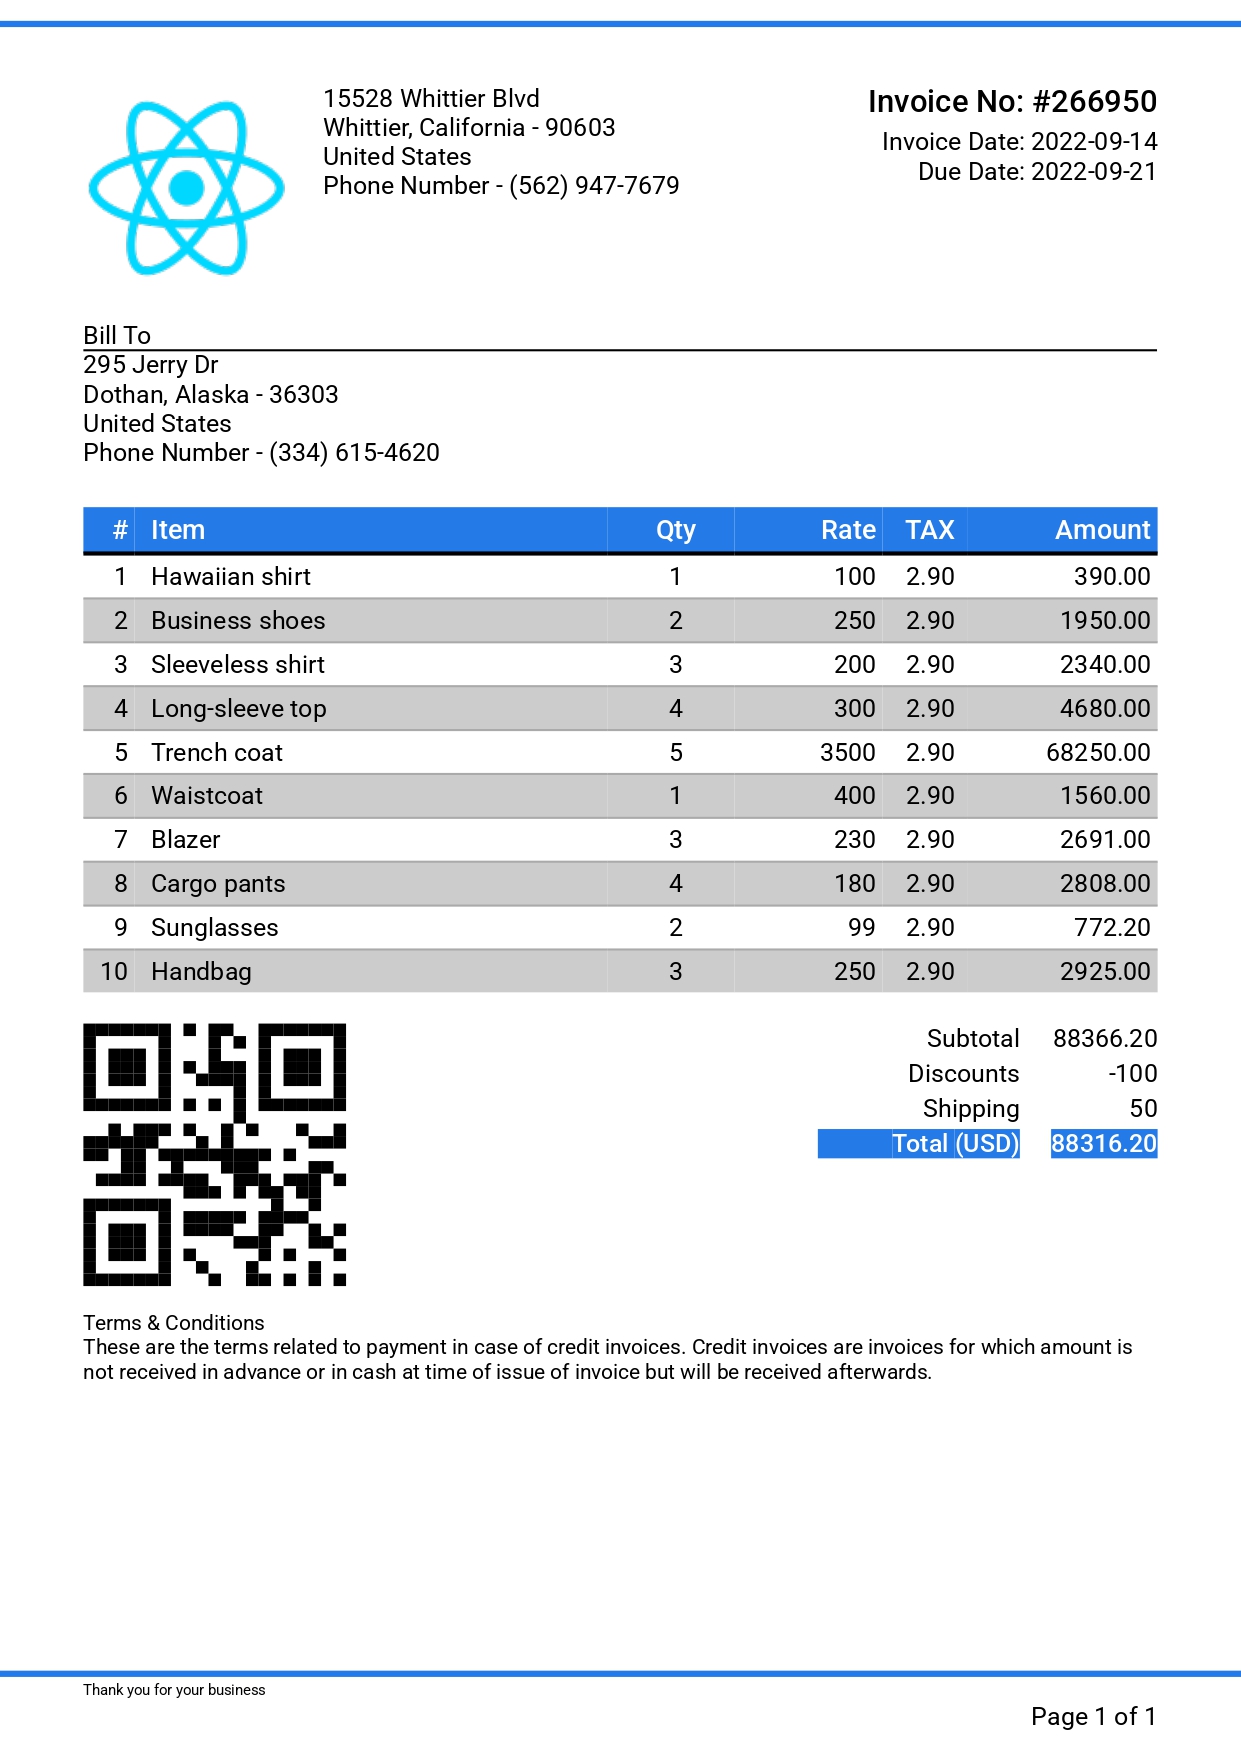 15528 Whittier Blvd
Whittier, California - 90603
United States
Phone Number - (562) 947-7679
Invoice No: #266950
Invoice Date: 2022-09-14
Due Date: 2022-09-21
Bill To
295 Jerry Dr
Dothan, Alaska - 36303
United States
Phone Number - (334) 615-4620
# Item Qty Rate TAX Amount
1 Hawaiian shirt 1 100 2.90 390.00
2 Business shoes 2 250 2.90 1950.00
3 Sleeveless shirt 3 200 2.90 2340.00
4 Long-sleeve top 4 300 2.90 4680.00
5 Trench coat 5 3500 2.90 68250.00
6 Waistcoat 1 400 2.90 1560.00
7 Blazer 3 230 2.90 2691.00
8 Cargo pants 4 180 2.90 2808.00
9 Sunglasses 2 99 2.90 772.20
10 Handbag 3 250 2.90 2925.00
Subtotal 88366.20
Discounts -100
Shipping 50
Total (USD) 88316.20
Terms & Conditions
These are the terms related to payment in case of credit invoices. Credit invoices are invoices for which amount is
not received in advance or in cash at time of issue of invoice but will be received afterwards.
Thank you for your business
Page 1 of 1